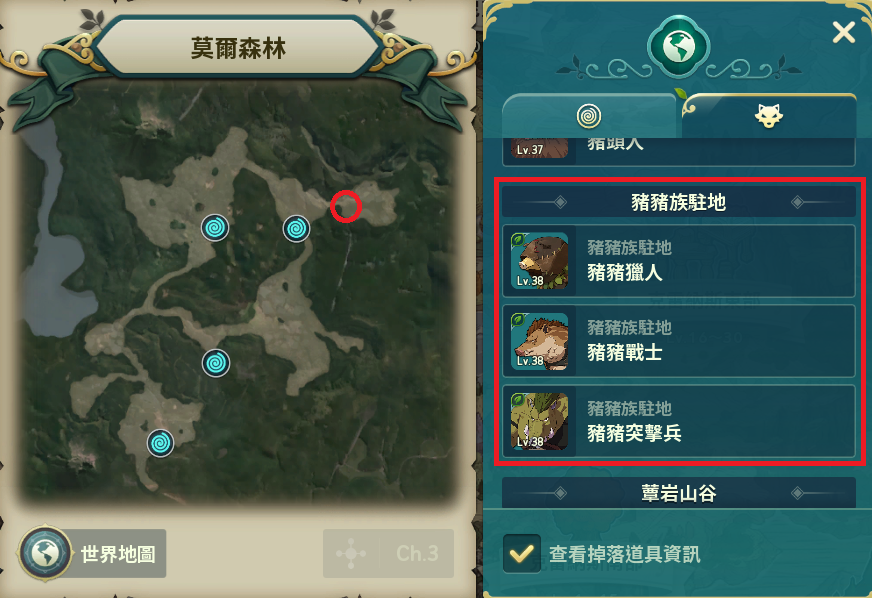 莫爾森林
世界地圖
Ch.3
Lv.37
豬頭人
豬豬族駐地
Lv.38
豬豬族駐地
豬豬獵人
Lv.38
豬豬族駐地
豬豬戰士
Lv.38
豬豬族駐地
豬豬突擊兵
蕈岩山谷
查看掉落道具資訊